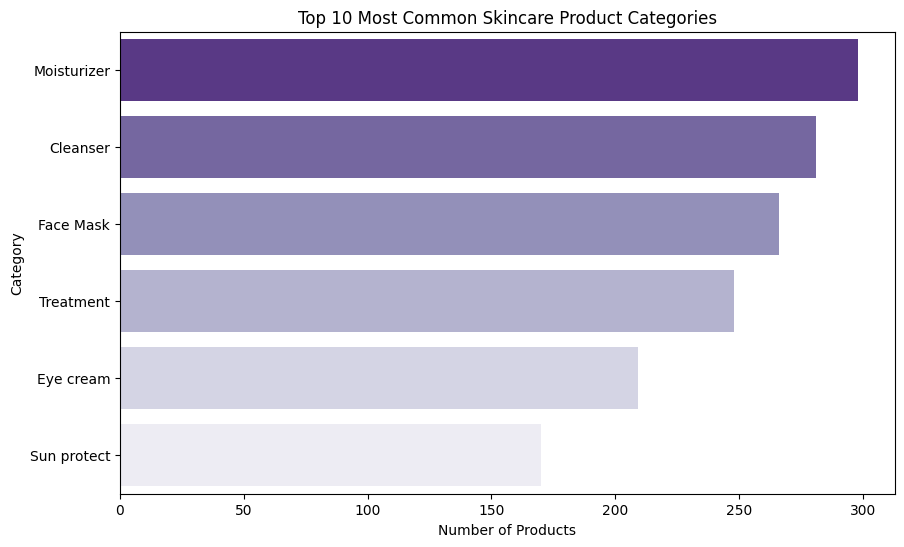 Top 10 Most Common Skincare Product Categories
Category
Moisturizer
Cleanser
Face Mask
Treatment
Eye cream
Sun protect
0 50 100 150 200 250 300
Number of Products